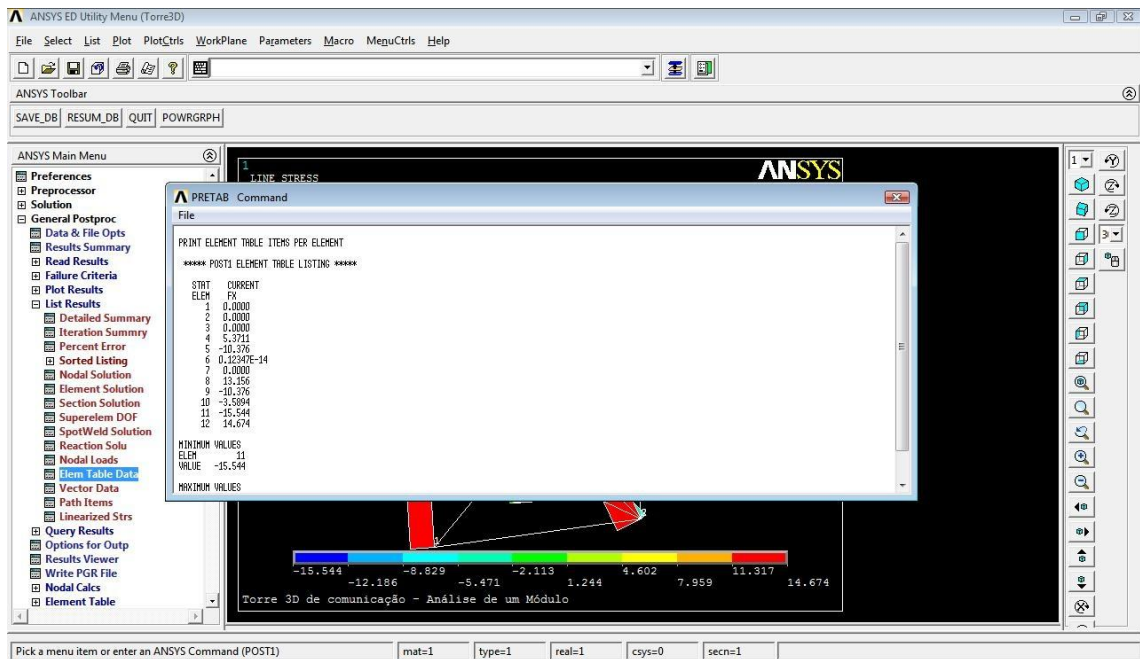 ANSYS ED Utility Menu (Torre3D)
File Select List Plot PlotCtrls WorkPlane Parameters Macro MenuCtrls Help
ANSYS Toolbar
SAVE_DB RESUM_DB QUIT POWRGRPH
ANSYS Main Menu
Preferences
Preprocessor
Solution
General Postproc
Data & File Opts
Results Summary
Read Results
Failure Criteria
Plot Results
List Results
Detailed Summary
Iteration Summry
Percent Error
Sorted Listing
Nodal Solution
Element Solution
Section Solution
Superelem DOF
SpotWeld Solution
Reaction Solu
Nodal Loads
Elem Table Data
Vector Data
Path Items
Linearized Strs
Query Results
Options for Outp
Results Viewer
Write PGR File
Nodal Calcs
Element Table
1
LINE STRESS
ANSYS
PRETAB Command
File
PRINT ELEMENT TABLE ITEMS PER ELEMENT
***** POST1 ELEMENT TABLE LISTING *****
STAT CURRENT
ELEM FX
1 0.0000
2 0.0000
3 0.0000
4 5.3711
5 -10.376
6 0.12347E-14
7 0.0000
8 13.156
9 -10.376
10 -3.5894
11 -15.544
12 14.674
MINIMUM VALUES
ELEM 11
VALUE -15.544
MAXIMUM VALUES
1
-15.544 -8.829 -2.113 4.602 11.317
-12.186 -5.471 1.244 7.959 14.674
Torre 3D de comunicação - Análise de um Módulo
1
Pick a menu item or enter an ANSYS Command (POST1) mat=1 type=1 real=1 csys=0 secn=1